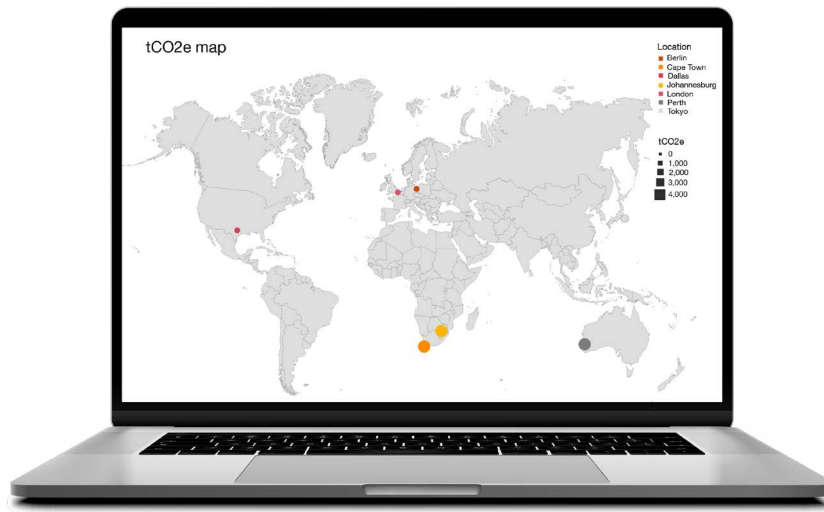 tCO2e map
Location
Berlin
Cape Town
Dallas
Johannesburg
London
Perth
Tokyo
tCO2e
0
1,000
2,000
3,000
4,000